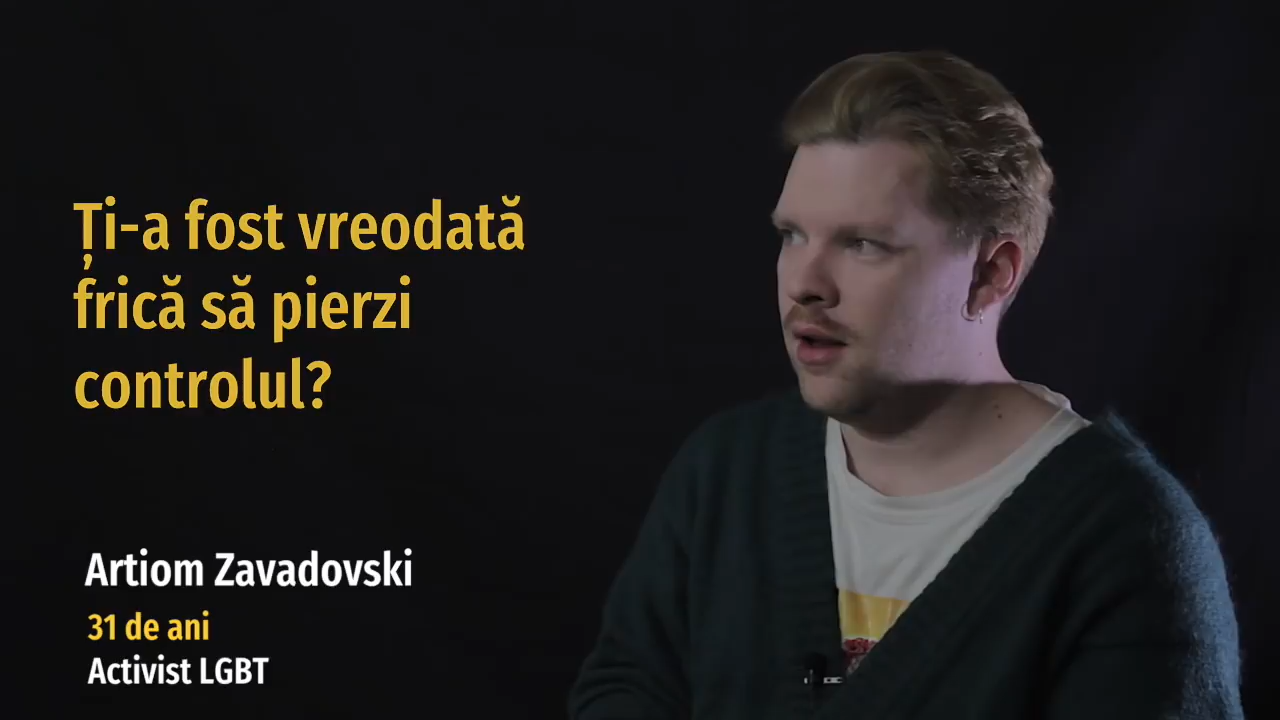 Ți-a fost vreodată
frică să pierzi
controlul?
Artiom Zavadovski
31 de ani
Activist LGBT